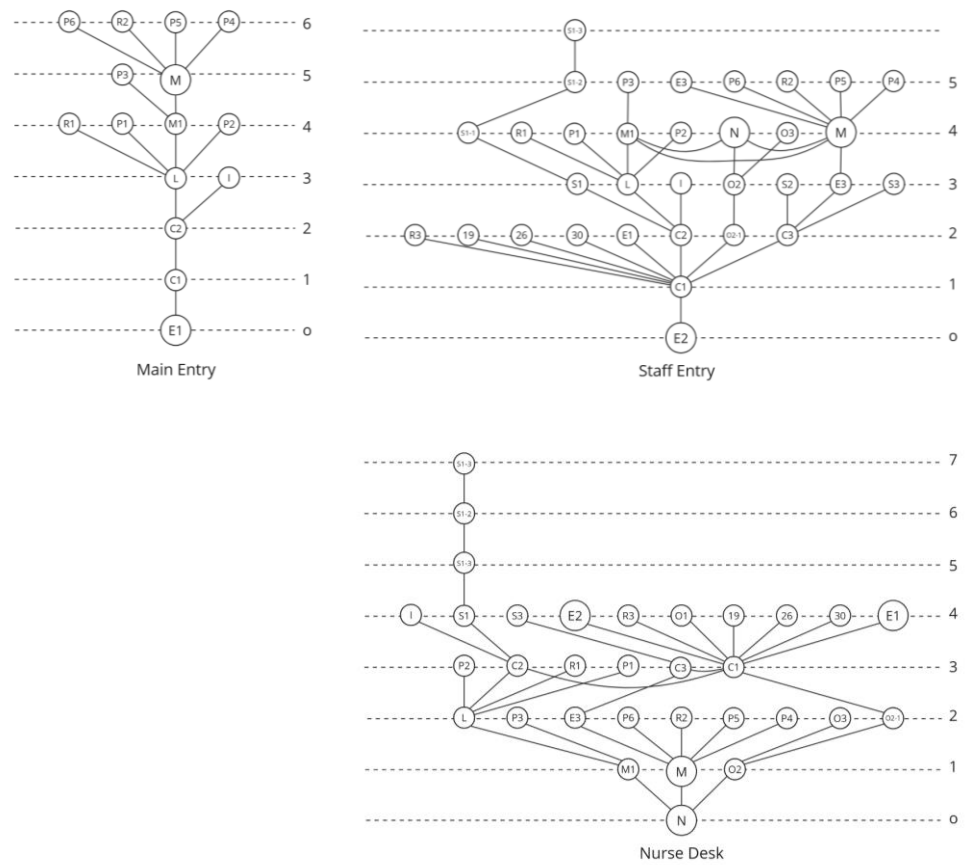 P6 R2 P5 P4 6
P3 M 5
R1 P1 M1 P2 4
L I 3
C2 2
C1 1
E1 o
Main Entry
S1-3
S1-2 P3 E3 P6 R2 P5 P4 5
S1-1 R1 P1 M1 P2 N O3 M 4
S1 L I O2 S2 E3 S3 3
R3 19 26 30 E1 C2 O2-1 C3 2
C1 1
E2 o
Staff Entry
S1-3 7
S1-2 6
S1-3 5
I S1 S3 E2 R3 O1 19 26 30 E1 4
P2 C2 R1 P1 C3 C1 3
L P3 E3 P6 R2 P5 P4 O3 O2-1 2
M1 M O2 1
N o
Nurse Desk